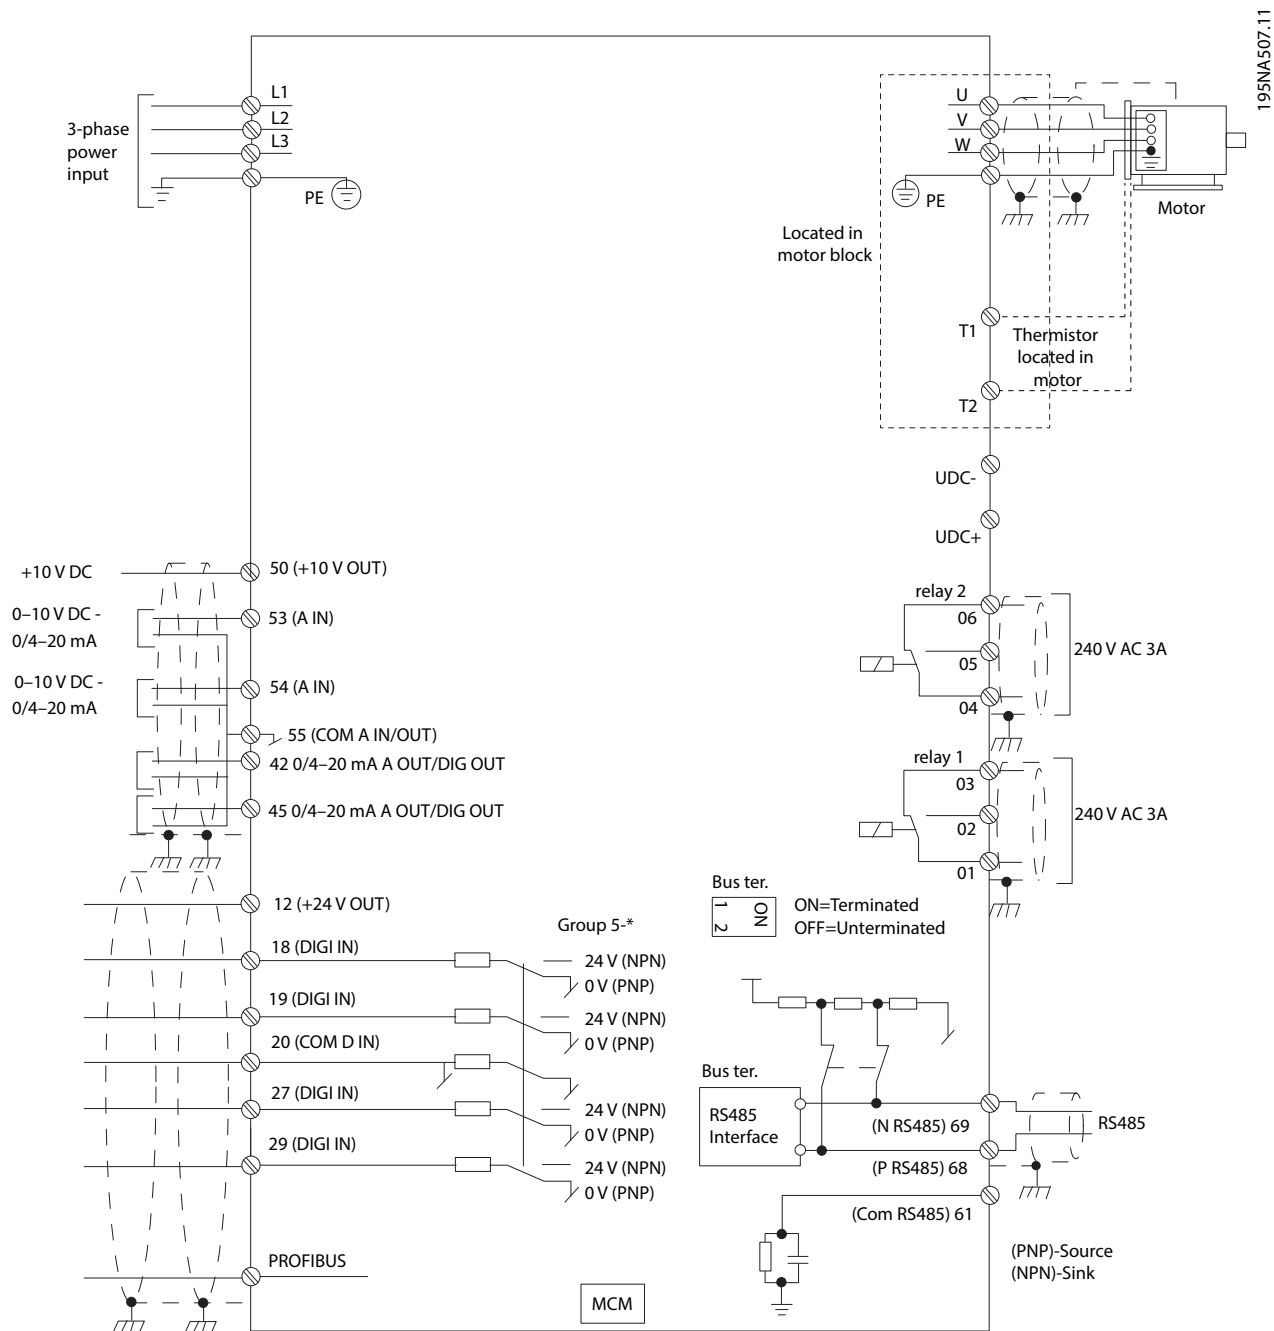 195NA507.11
3-phase
power
input
L1
L2
L3
PE
U
V
W
PE
Motor
Located in
motor block
T1
Thermistor
located in
motor
T2
UDC-
UDC+
+10 V DC
50 (+10 V OUT)
0–10 V DC -
0/4–20 mA
53 (A IN)
0–10 V DC -
0/4–20 mA
54 (A IN)
55 (COM A IN/OUT)
42 0/4–20 mA A OUT/DIG OUT
45 0/4–20 mA A OUT/DIG OUT
relay 2
06
05
04
240 V AC 3A
relay 1
03
02
01
240 V AC 3A
12 (+24 V OUT)
Group 5-*
18 (DIGI IN)
24 V (NPN)
0 V (PNP)
19 (DIGI IN)
24 V (NPN)
0 V (PNP)
20 (COM D IN)
27 (DIGI IN)
24 V (NPN)
0 V (PNP)
29 (DIGI IN)
24 V (NPN)
0 V (PNP)
PROFIBUS
Bus ter.
1 2
ON
ON=Terminated
OFF=Unterminated
Bus ter.
RS485
Interface
(N RS485) 69
RS485
(P RS485) 68
(Com RS485) 61
(PNP)-Source
(NPN)-Sink
MCM